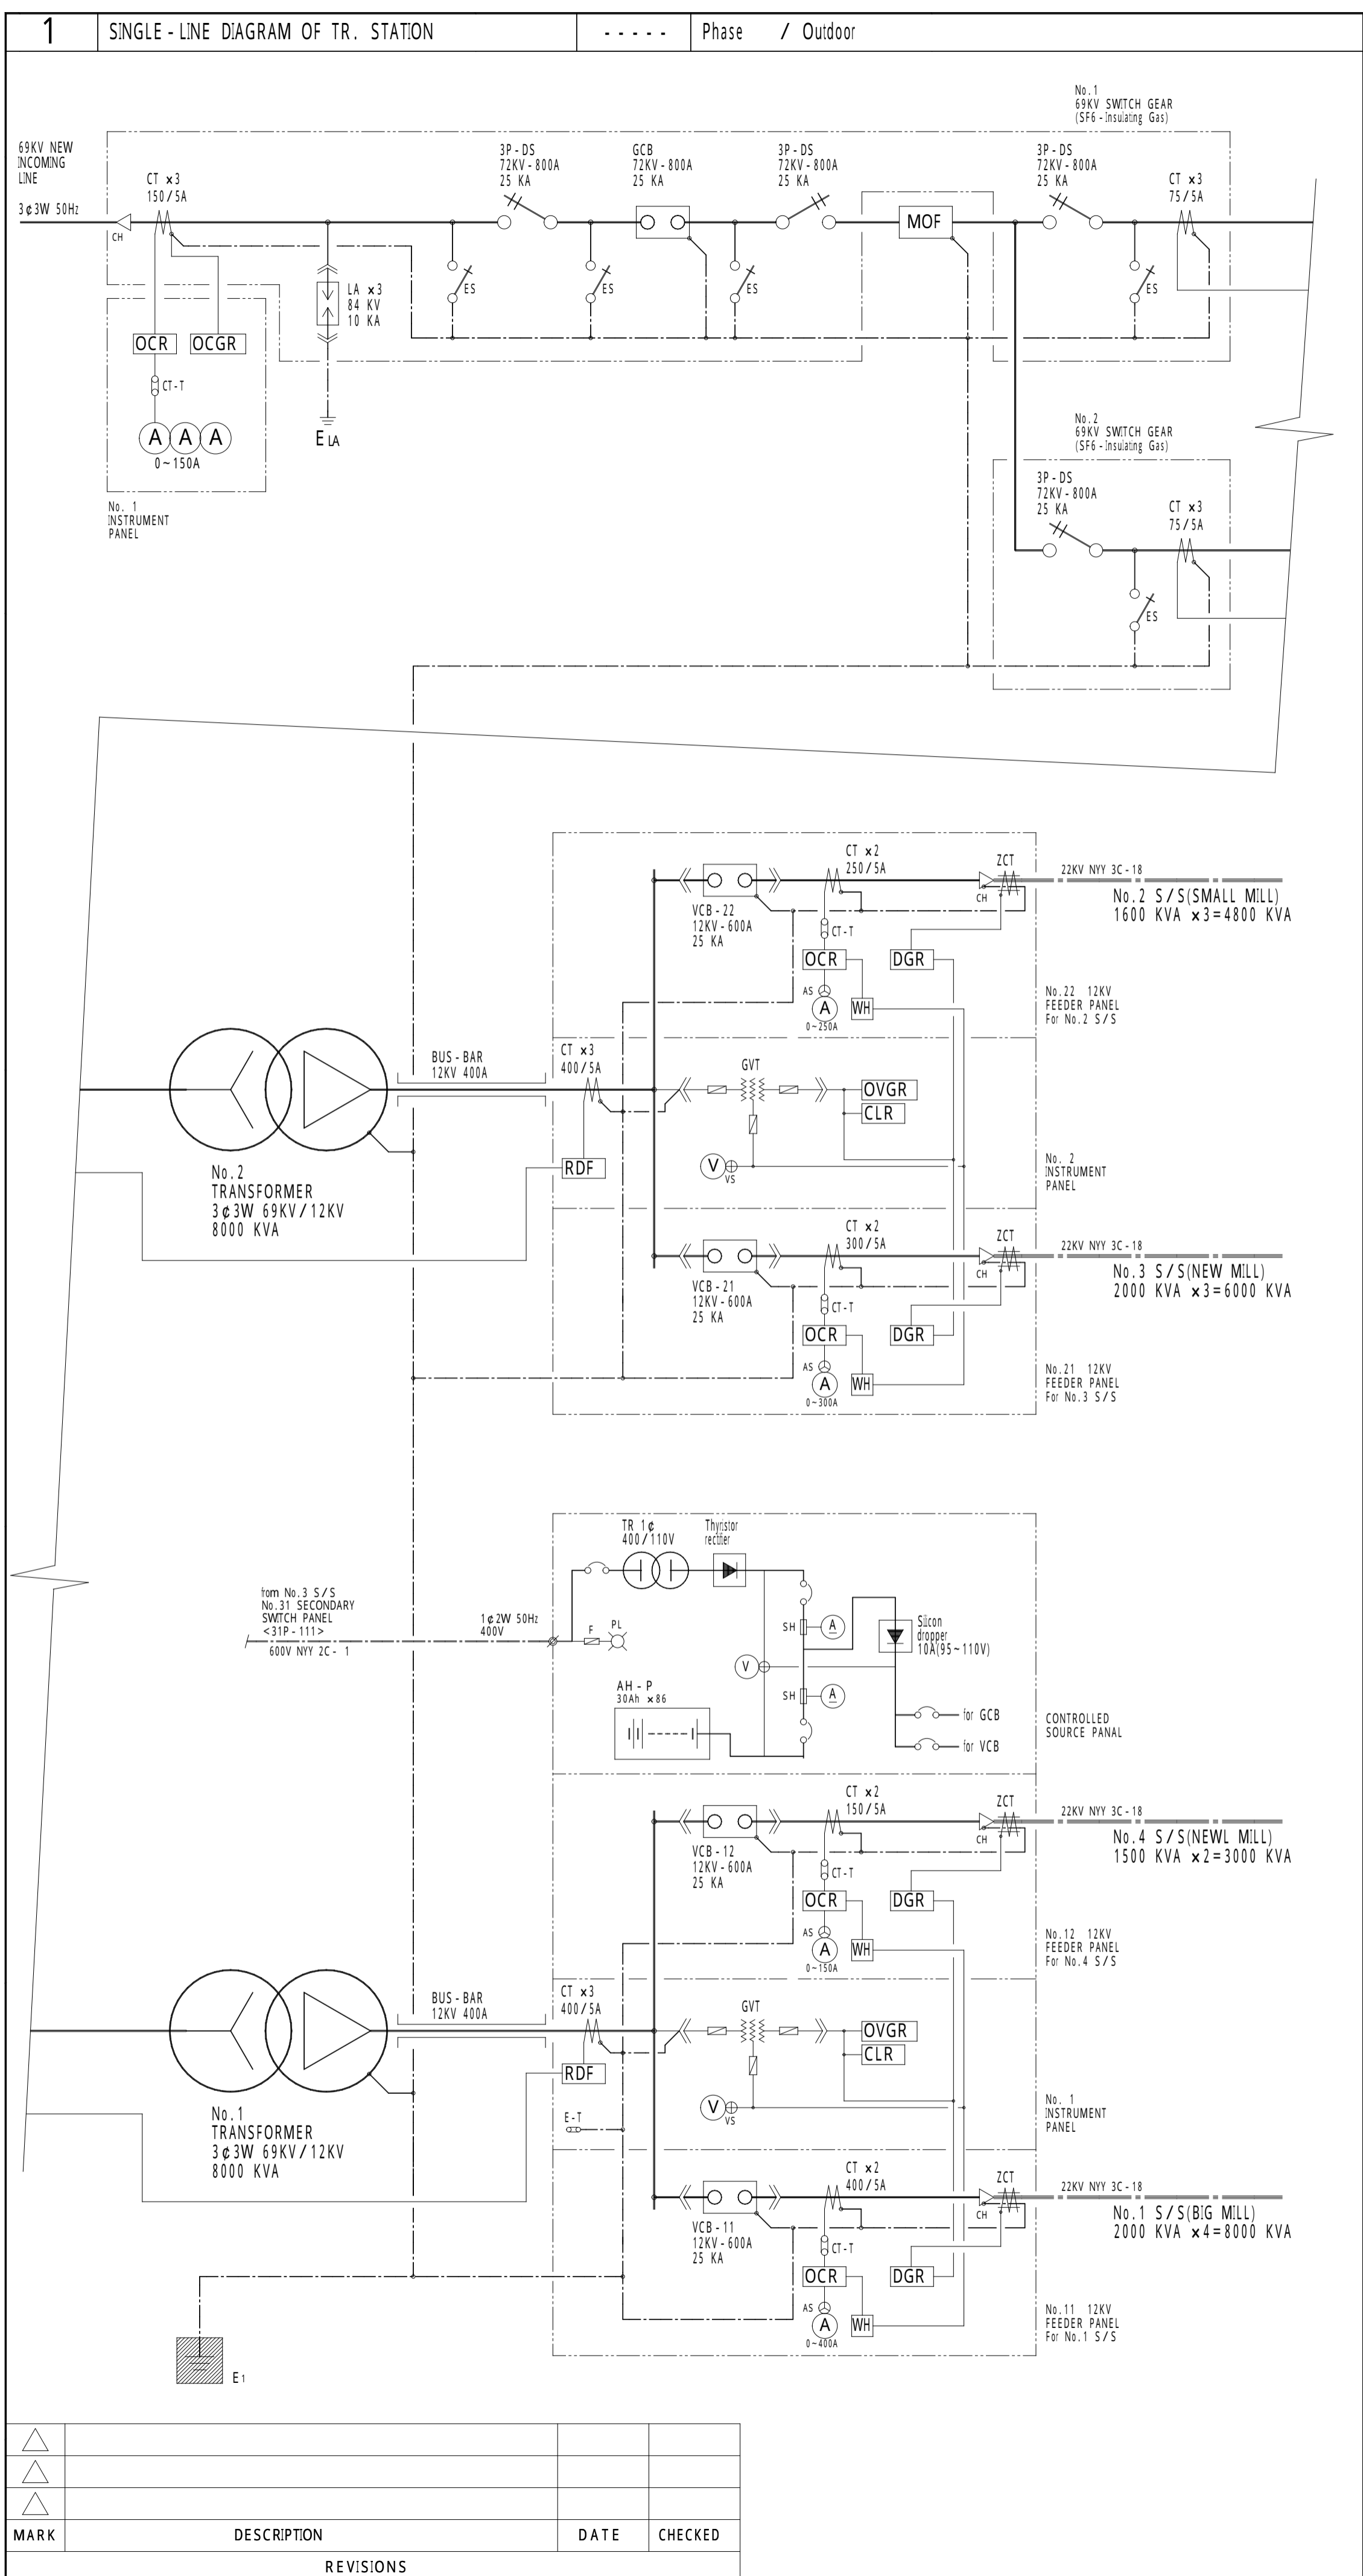 1
SINGLE-LINE DIAGRAM OF TR. STATION
- - - - -
Phase / Outdoor
No.1
69KV SWITCH GEAR
(SF6-Insulating Gas)
69KV NEW
INCOMING
LINE
3¢3W 50Hz
CH
CT ×3
150/5A
3P-DS
72KV-800A
25 KA
GCB
72KV-800A
25 KA
3P-DS
72KV-800A
25 KA
MOF
3P-DS
72KV-800A
25 KA
CT ×3
75/5A
ES
ES
ES
ES
LA ×3
84 KV
10 KA
OCR
OCGR
CT-T
A A A
0~150A
E LA
No. 1
INSTRUMENT
PANEL
No.2
69KV SWITCH GEAR
(SF6-Insulating Gas)
3P-DS
72KV-800A
25 KA
CT ×3
75/5A
ES
CT ×2
250/5A
ZCT
22KV NYY 3C-18
CH
No.2 S/S(SMALL MILL)
1600 KVA ×3=4800 KVA
VCB-22
12KV-600A
25 KA
CT-T
OCR
DGR
AS
A
WH
0~250A
No.22 12KV
FEEDER PANEL
For No.2 S/S
BUS-BAR
12KV 400A
CT ×3
400/5A
GVT
OVGR
CLR
RDF
V
VS
No. 2
INSTRUMENT
PANEL
No.2
TRANSFORMER
3¢3W 69KV/12KV
8000 KVA
CT ×2
300/5A
ZCT
22KV NYY 3C-18
CH
No.3 S/S(NEW MILL)
2000 KVA ×3=6000 KVA
VCB-21
12KV-600A
25 KA
CT-T
OCR
DGR
AS
A
WH
0~300A
No.21 12KV
FEEDER PANEL
For No.3 S/S
TR 1¢
400/110V
Thyristor
rectfier
from No.3 S/S
No.31 SECONDARY
SWITCH PANEL
<31P-111>
600V NYY 2C- 1
1¢2W 50Hz
400V
F
PL
SH
A
Silicon
dropper
10A(95~110V)
V
SH
A
AH-P
30Ah ×86
for GCB
for VCB
CONTROLLED
SOURCE PANAL
CT ×2
150/5A
ZCT
22KV NYY 3C-18
CH
No.4 S/S(NEWL MILL)
1500 KVA ×2=3000 KVA
VCB-12
12KV-600A
25 KA
CT-T
OCR
DGR
AS
A
WH
0~150A
No.12 12KV
FEEDER PANEL
For No.4 S/S
BUS-BAR
12KV 400A
CT ×3
400/5A
GVT
OVGR
CLR
RDF
V
VS
E-T
No. 1
INSTRUMENT
PANEL
No.1
TRANSFORMER
3¢3W 69KV/12KV
8000 KVA
CT ×2
400/5A
ZCT
22KV NYY 3C-18
CH
No.1 S/S(BIG MILL)
2000 KVA ×4=8000 KVA
VCB-11
12KV-600A
25 KA
CT-T
OCR
DGR
AS
A
WH
0~400A
No.11 12KV
FEEDER PANEL
For No.1 S/S
E1
MARK
DESCRIPTION
DATE
CHECKED
REVISIONS